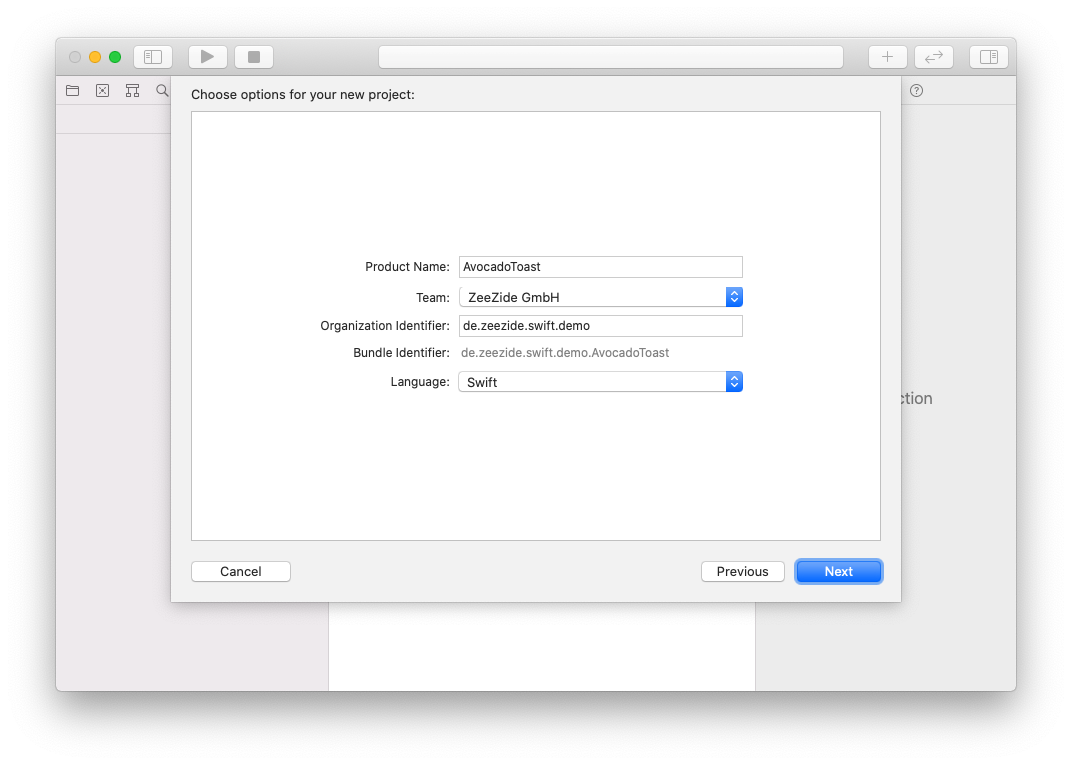 Choose options for your new project:
Product Name: AvocadoToast
Team: ZeeZide GmbH
Organization Identifier: de.zeezide.swift.demo
Bundle Identifier: de.zeezide.swift.demo.AvocadoToast
Language: Swift
ction
Cancel Previous Next